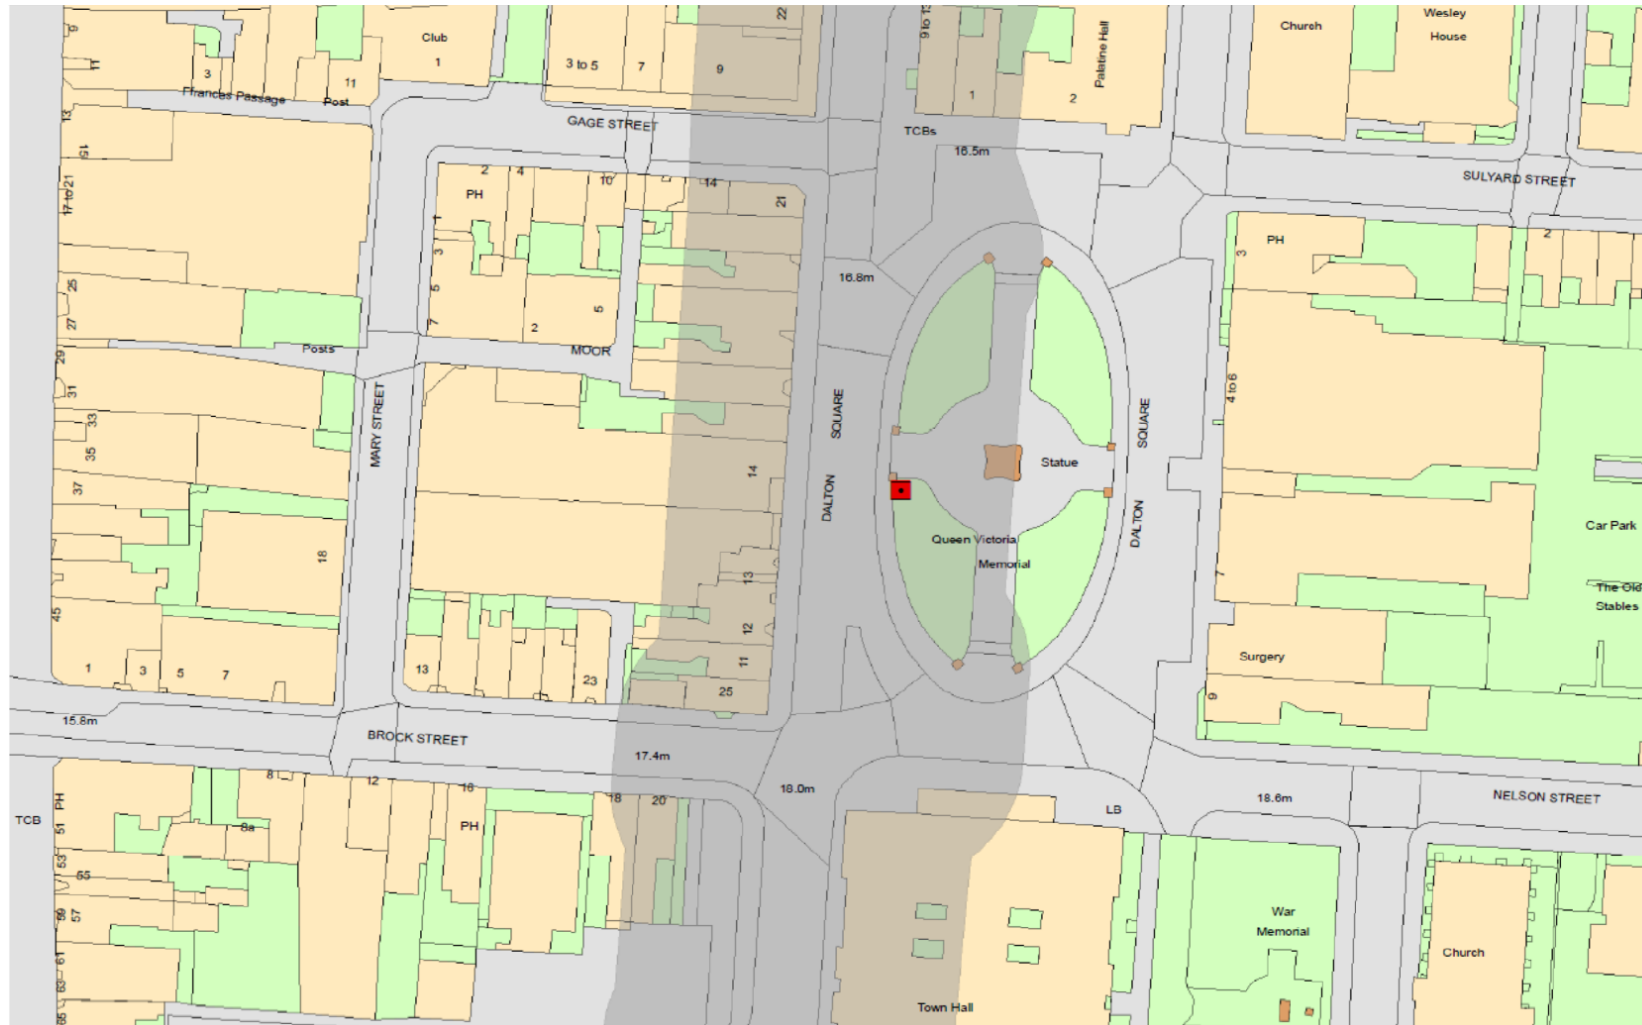 Wesley
House
Church
Palatine Hall
9 to 13
22
9
Club
1
3 to 5
7
9
1
2
11
3
11
Ffrances Passage
Post
13
GAGE STREET
TCBs
16.5m
15
SULYARD STREET
17 to 21
2
4
10
14
21
PH
1
3
PH
3
2
16.8m
25
5
5
7
2
27
Posts
MOOR
29
31
MARY STREET
33
35
37
DALTON SQUARE
DALTON SQUARE
4 to 6
Statue
14
Queen Victoria
Memorial
Car Park
18
13
7
The Old
Stables
45
12
11
Surgery
1
3
5
7
13
23
25
9
15.8m
BROCK STREET
17.4m
18.0m
18.6m
NELSON STREET
LB
8
12
16
18
20
PH
51
TCB
8a
PH
53
55
59
57
61
63
65
War
Memorial
Church
Town Hall